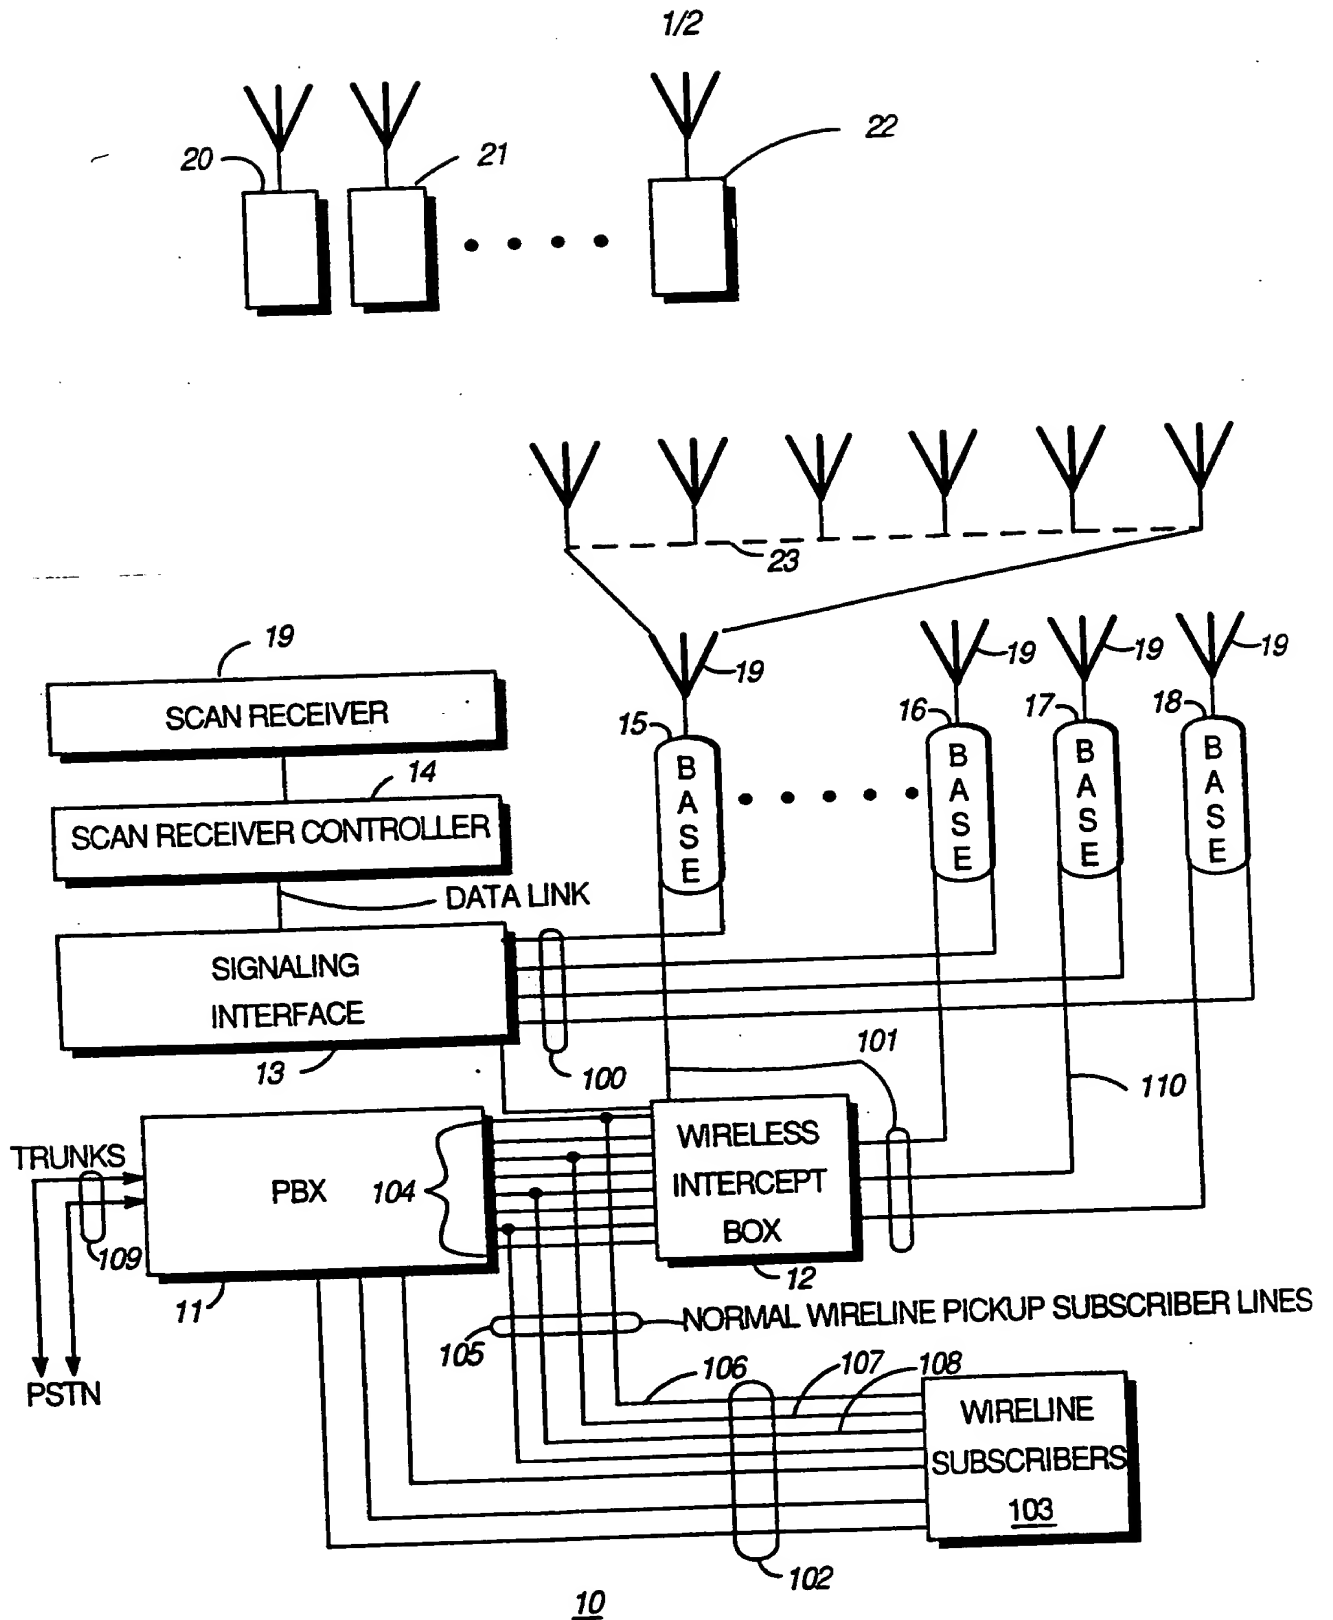 1/2
20
21
22
23
19
SCAN RECEIVER
14
SCAN RECEIVER CONTROLLER
DATA LINK
SIGNALING
INTERFACE
13
15
19
BASE
16
19
BASE
17
19
BASE
18
19
BASE
100
101
110
TRUNKS
109
PSTN
PBX
104
11
WIRELESS
INTERCEPT
BOX
12
105
NORMAL WIRELINE PICKUP SUBSCRIBER LINES
106
107
108
WIRELINE
SUBSCRIBERS
103
102
10